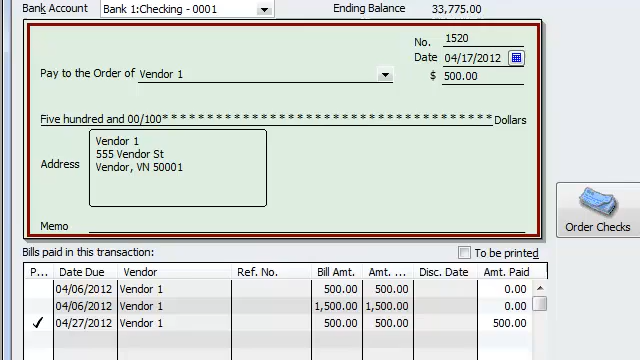 Bank Account Bank 1:Checking - 0001 Ending Balance 33,775.00
No. 1520
Date 04/17/2012
Pay to the Order of Vendor 1 $ 500.00
Five hundred and 00/100* * * * * * * * * * * * * * * * * * * * * * * * * * * * * * * * * * * * * * * * * * Dollars
Address
Vendor 1
555 Vendor St
Vendor, VN 50001
Memo
Order Checks
Bills paid in this transaction: To be printed
P... Date Due Vendor Ref. No. Bill Amt. Amt. ... Disc. Date Amt. Paid
04/06/2012 Vendor 1 500.00 500.00 0.00
04/06/2012 Vendor 1 1,500.00 1,500.00 0.00
✓ 04/27/2012 Vendor 1 500.00 500.00 500.00